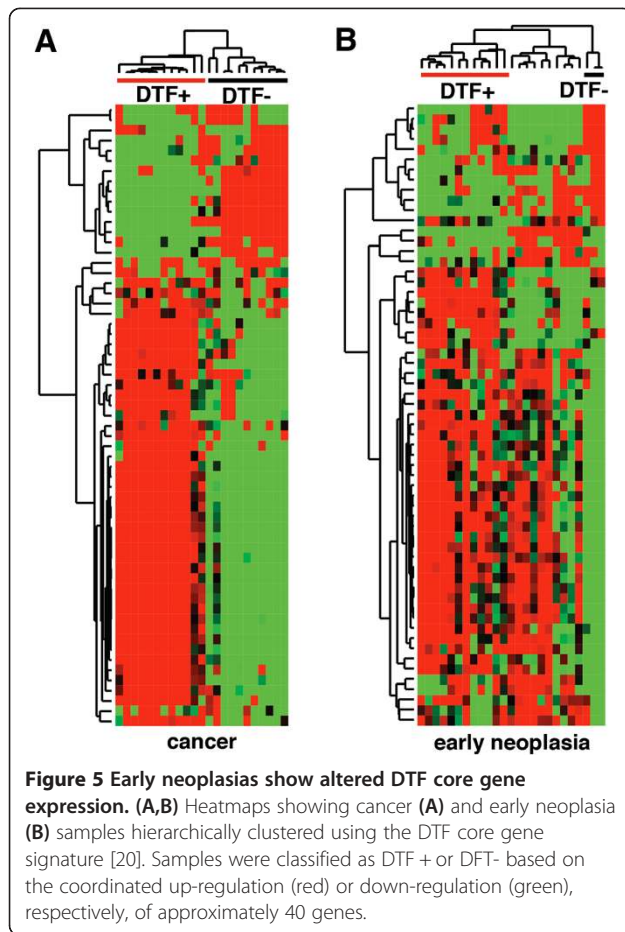 A
B
DTF+
DTF-
DTF+
DTF-
cancer
early neoplasia
Figure 5 Early neoplasias show altered DTF core gene
expression. (A,B) Heatmaps showing cancer (A) and early neoplasia
(B) samples hierarchically clustered using the DTF core gene
signature [20]. Samples were classified as DTF + or DFT- based on
the coordinated up-regulation (red) or down-regulation (green),
respectively, of approximately 40 genes.